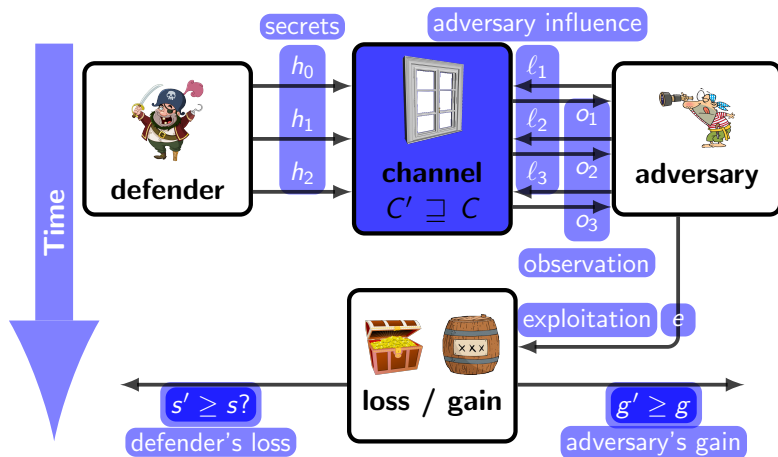 secrets
adversary influence
h₀
h₁
h₂
ℓ₁
o₁
ℓ₂
o₂
ℓ₃
o₃
defender
channel
C′ ⊒ C
adversary
Time
observation
exploitation
e
x x x
loss / gain
s′ ≥ s?
defender's loss
g′ ≥ g
adversary's gain